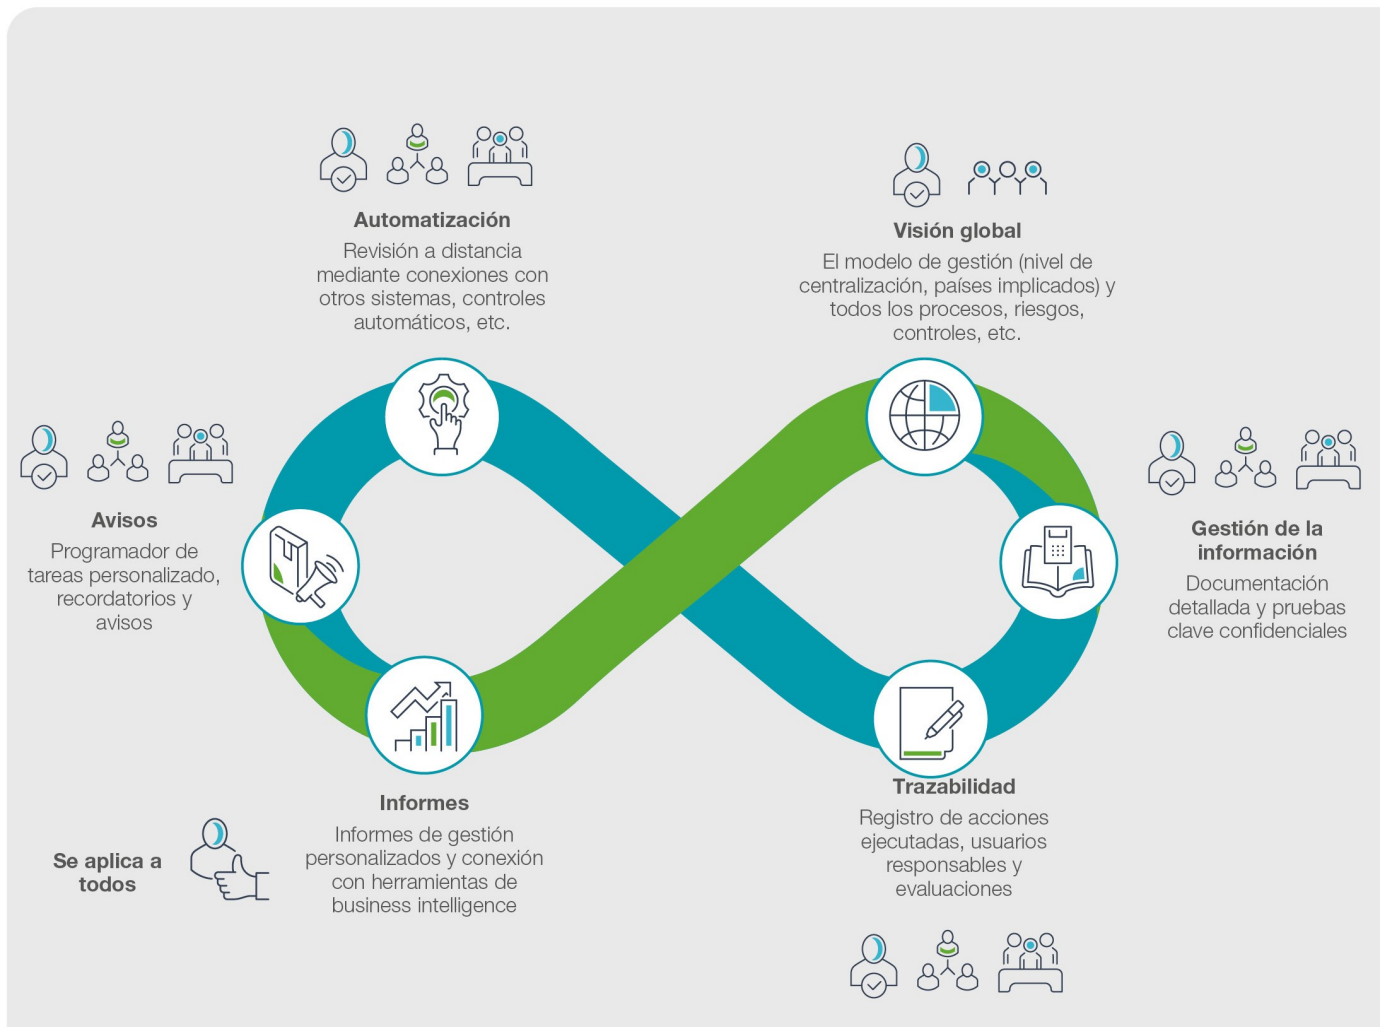 Automatización
Revisión a distancia
mediante conexiones con
otros sistemas, controles
automáticos, etc.
Visión global
El modelo de gestión (nivel de
centralización, países implicados) y
todos los procesos, riesgos,
controles, etc.
Avisos
Programador de
tareas personalizado,
recordatorios y
avisos
Gestión de la
información
Documentación
detallada y pruebas
clave confidenciales
Informes
Informes de gestión
personalizados y conexión
con herramientas de
business intelligence
Se aplica a
todos
Trazabilidad
Registro de acciones
ejecutadas, usuarios
responsables y
evaluaciones